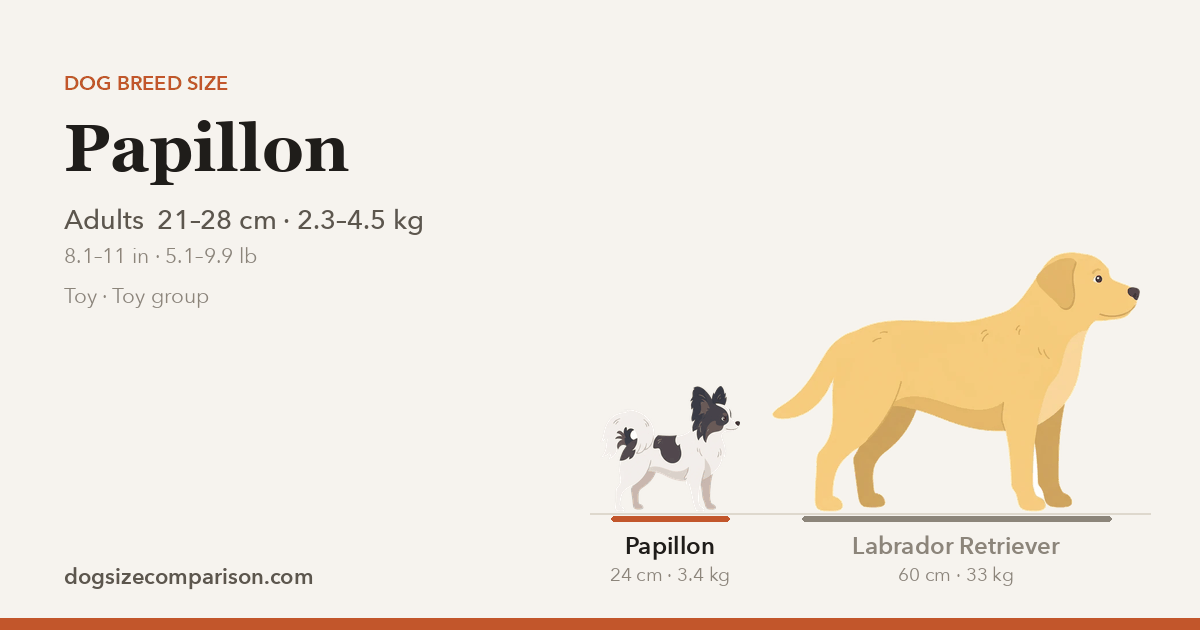 DOG BREED SIZE
Papillon
Adults 21–28 cm · 2.3–4.5 kg
8.1–11 in · 5.1–9.9 lb
Toy · Toy group
Papillon
24 cm · 3.4 kg
Labrador Retriever
60 cm · 33 kg
dogsizecomparison.com